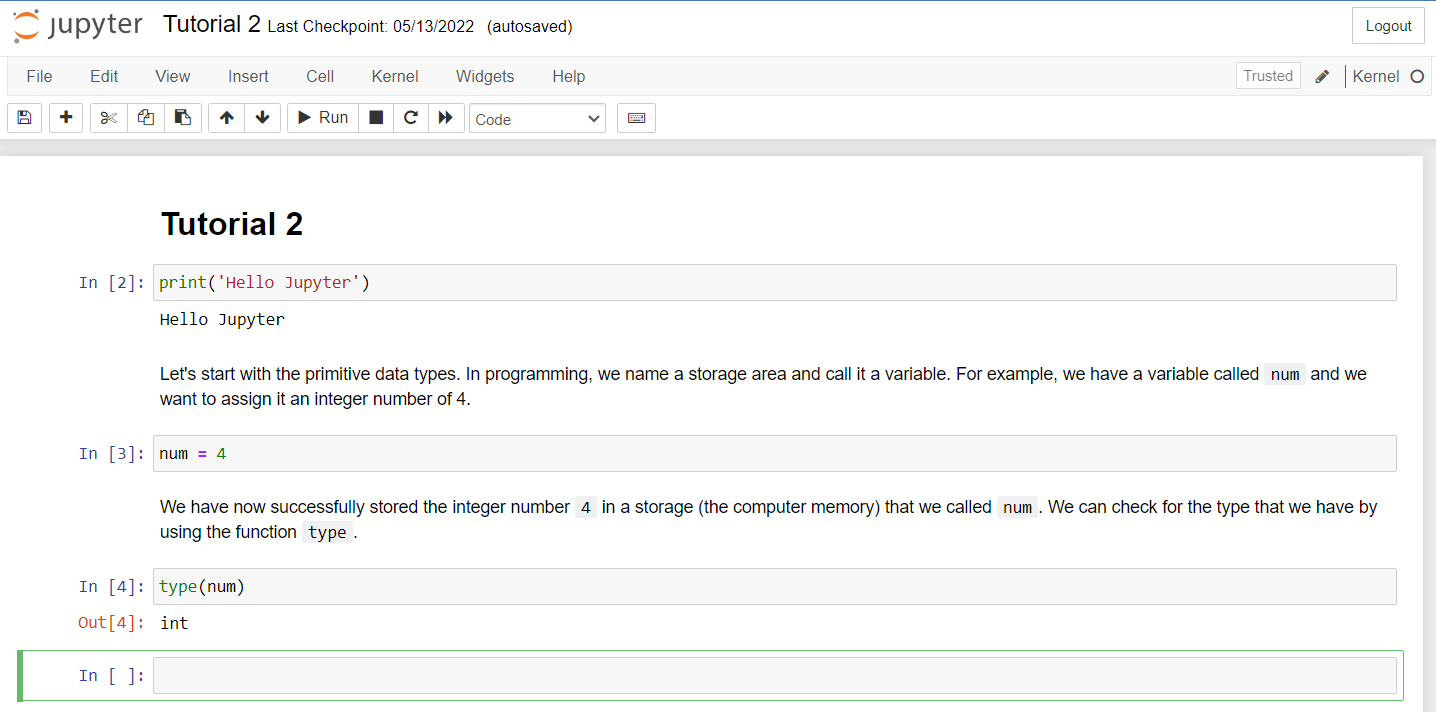 jupyter Tutorial 2 Last Checkpoint: 05/13/2022 (autosaved) Logout
File Edit View Insert Cell Kernel Widgets Help Trusted Kernel
Run Code
Tutorial 2
In [2]: print('Hello Jupyter')
Hello Jupyter
Let's start with the primitive data types. In programming, we name a storage area and call it a variable. For example, we have a variable called num and we
want to assign it an integer number of 4.
In [3]: num = 4
We have now successfully stored the integer number 4 in a storage (the computer memory) that we called num. We can check for the type that we have by
using the function type.
In [4]: type(num)
Out[4]: int
In [ ]: